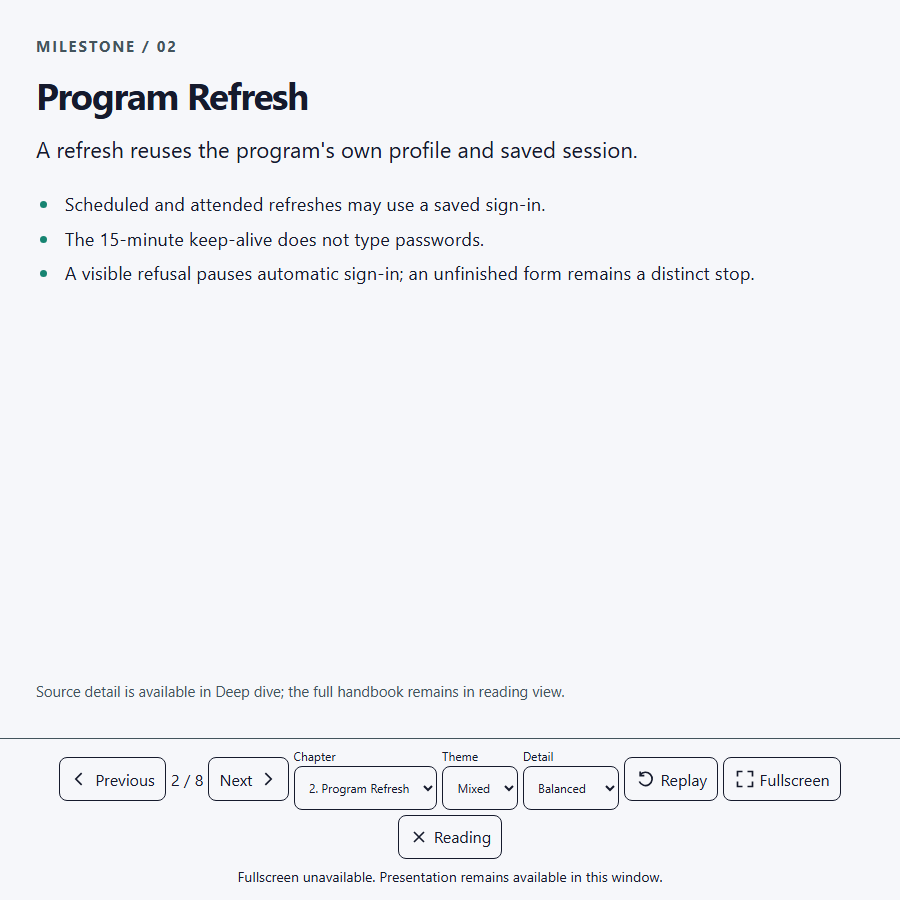 MILESTONE / 02
Program Refresh
A refresh reuses the program's own profile and saved session.
Scheduled and attended refreshes may use a saved sign-in.
The 15-minute keep-alive does not type passwords.
A visible refusal pauses automatic sign-in; an unfinished form remains a distinct stop.
Source detail is available in Deep dive; the full handbook remains in reading view.
Chapter Theme Detail
Previous 2 / 8 Next 2. Program Refresh Mixed Balanced Replay Fullscreen
Reading
Fullscreen unavailable. Presentation remains available in this window.